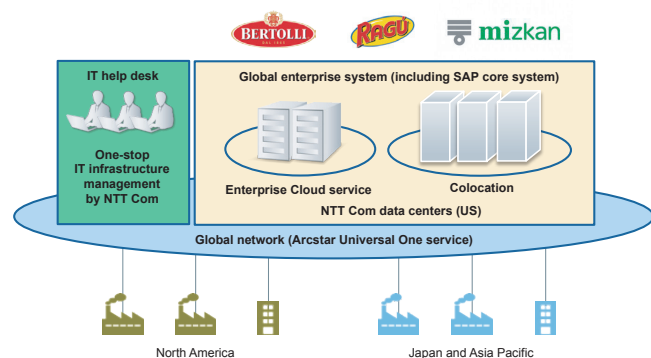 BERTOLLI
RAGÚ
mizkan
IT help desk
One-stop
IT infrastructure
management
by NTT Com
Global enterprise system (including SAP core system)
Enterprise Cloud service
Colocation
NTT Com data centers (US)
Global network (Arcstar Universal One service)
North America
Japan and Asia Pacific